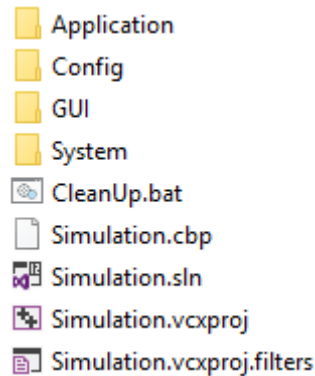 Application
Config
GUI
System
CleanUp.bat
Simulation.cbp
Simulation.sln
Simulation.vcxproj
Simulation.vcxproj.filters